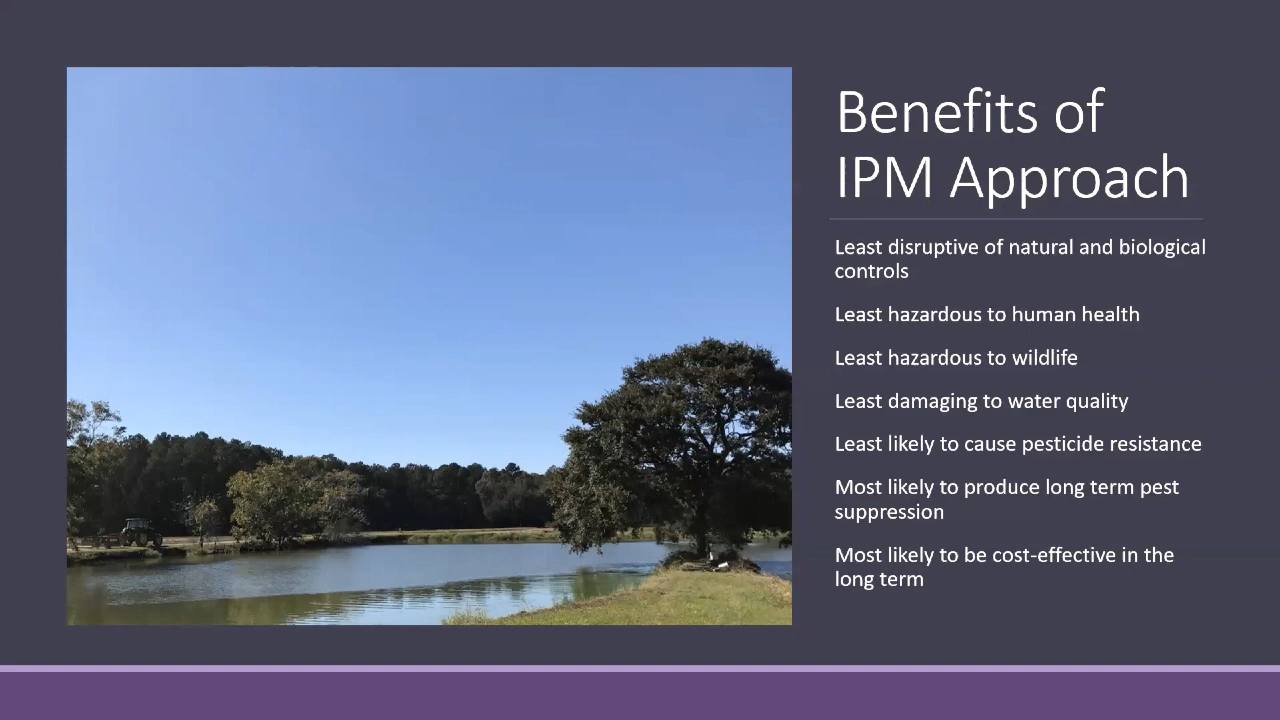 Benefits of
IPM Approach
Least disruptive of natural and biological
controls
Least hazardous to human health
Least hazardous to wildlife
Least damaging to water quality
Least likely to cause pesticide resistance
Most likely to produce long term pest
suppression
Most likely to be cost-effective in the
long term